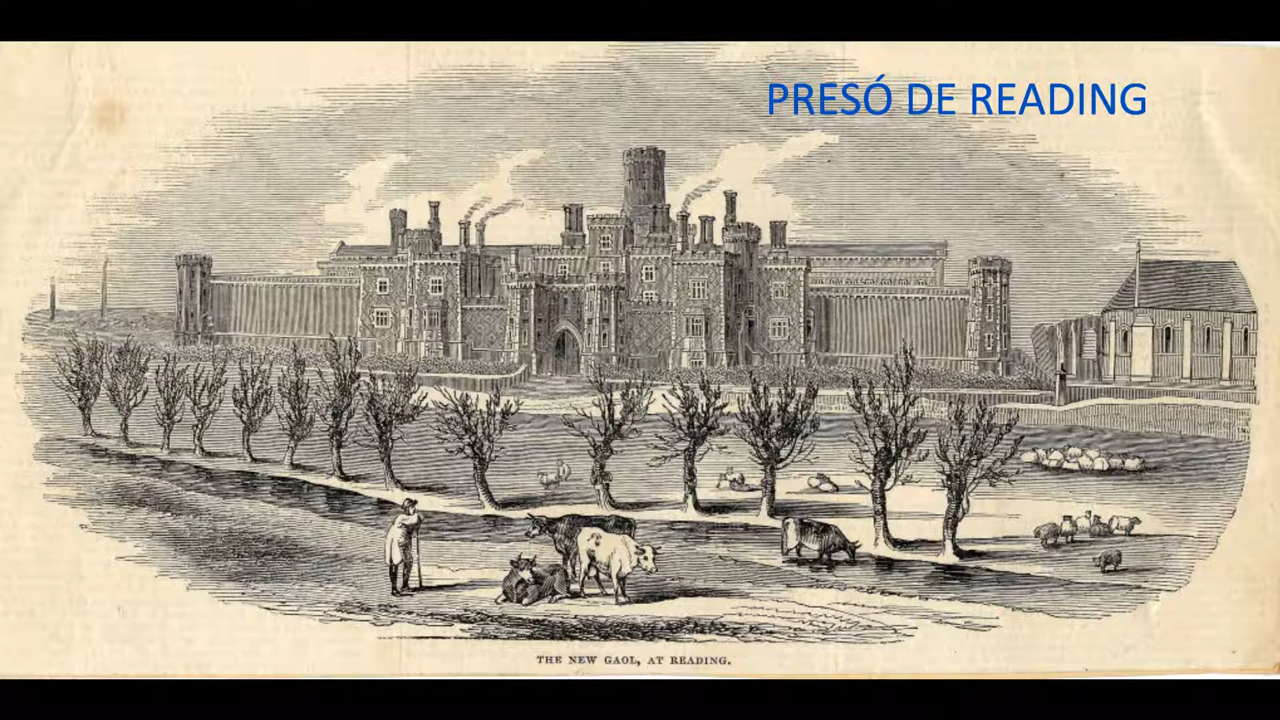 PRESÓ DE READING
THE NEW GAOL, AT READING.